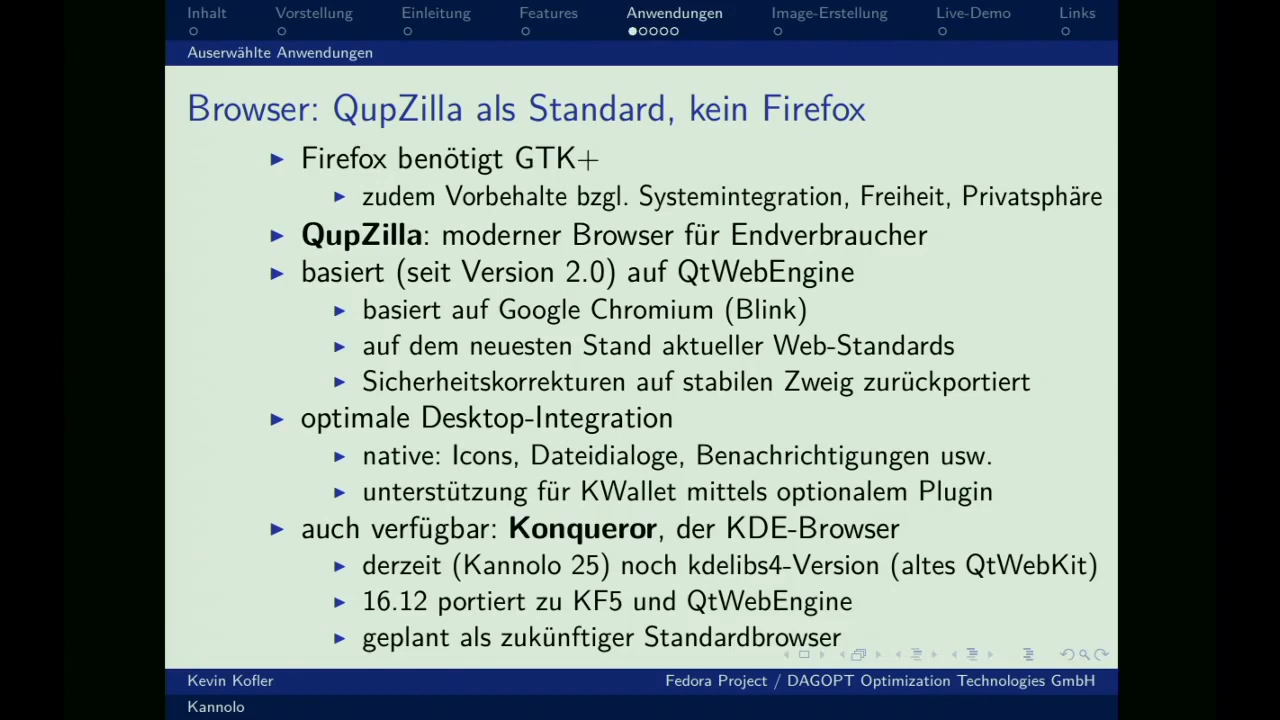 Inhalt Vorstellung Einleitung Features Anwendungen Image-Erstellung Live-Demo Links
Auserwählte Anwendungen
Browser: QupZilla als Standard, kein Firefox
Firefox benötigt GTK+
zudem Vorbehalte bzgl. Systemintegration, Freiheit, Privatsphäre
QupZilla: moderner Browser für Endverbraucher
basiert (seit Version 2.0) auf QtWebEngine
basiert auf Google Chromium (Blink)
auf dem neuesten Stand aktueller Web-Standards
Sicherheitskorrekturen auf stabilen Zweig zurückportiert
optimale Desktop-Integration
native: Icons, Dateidialoge, Benachrichtigungen usw.
unterstützung für KWallet mittels optionalem Plugin
auch verfügbar: Konqueror, der KDE-Browser
derzeit (Kannolo 25) noch kdelibs4-Version (altes QtWebKit)
16.12 portiert zu KF5 und QtWebEngine
geplant als zukünftiger Standardbrowser
Kevin Kofler Fedora Project / DAGOPT Optimization Technologies GmbH
Kannolo